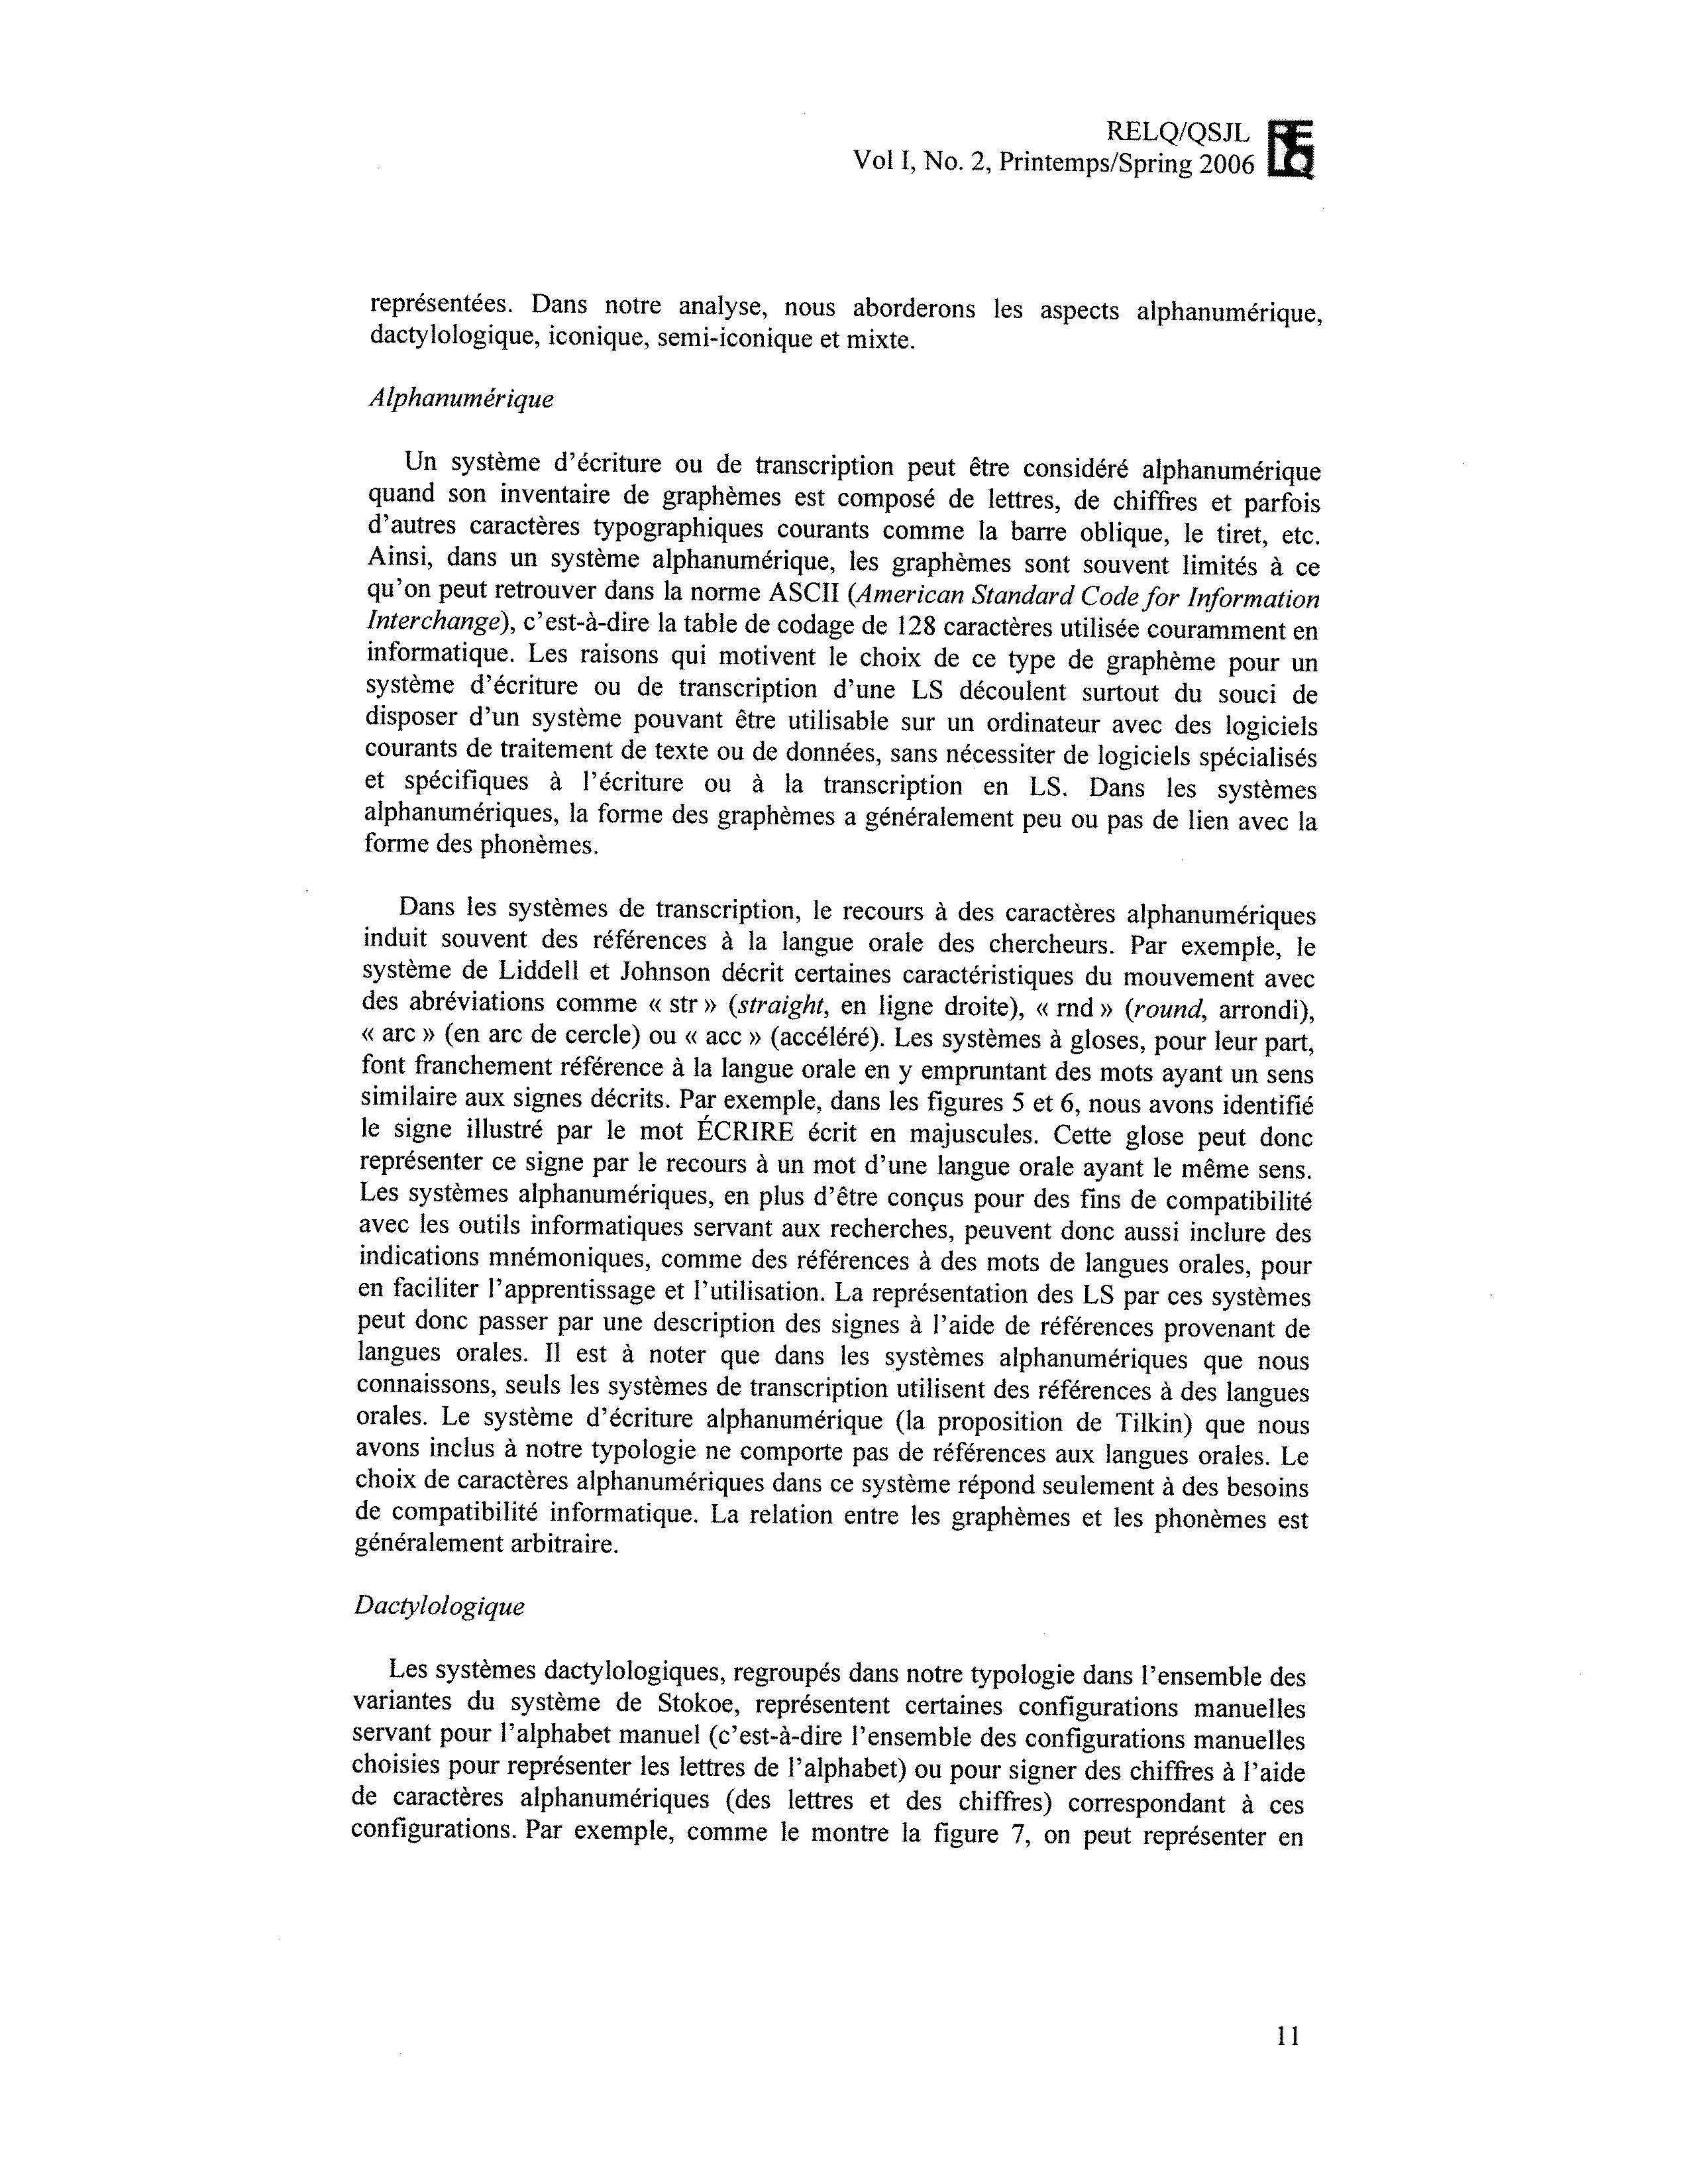 RELQ/QSJL
Vol I, No. 2, Printemps/Spring 2006
RELQ
représentées. Dans notre analyse, nous aborderons les aspects alphanumérique,
dactylologique, iconique, semi-iconique et mixte.
Alphanumérique
Un système d'écriture ou de transcription peut être considéré alphanumérique
quand son inventaire de graphèmes est composé de lettres, de chiffres et parfois
d'autres caractères typographiques courants comme la barre oblique, le tiret, etc.
Ainsi, dans un système alphanumérique, les graphèmes sont souvent limités à ce
qu'on peut retrouver dans la norme ASCII (American Standard Code for Information
Interchange), c'est-à-dire la table de codage de 128 caractères utilisée couramment en
informatique. Les raisons qui motivent le choix de ce type de graphème pour un
système d'écriture ou de transcription d'une LS découlent surtout du souci de
disposer d'un système pouvant être utilisable sur un ordinateur avec des logiciels
courants de traitement de texte ou de données, sans nécessiter de logiciels spécialisés
et spécifiques à l'écriture ou à la transcription en LS. Dans les systèmes
alphanumériques, la forme des graphèmes a généralement peu ou pas de lien avec la
forme des phonèmes.
Dans les systèmes de transcription, le recours à des caractères alphanumériques
induit souvent des références à la langue orale des chercheurs. Par exemple, le
système de Liddell et Johnson décrit certaines caractéristiques du mouvement avec
des abréviations comme « str » (straight, en ligne droite), « rnd » (round, arrondi),
« arc » (en arc de cercle) ou « acc » (accéléré). Les systèmes à gloses, pour leur part,
font franchement référence à la langue orale en y empruntant des mots ayant un sens
similaire aux signes décrits. Par exemple, dans les figures 5 et 6, nous avons identifié
le signe illustré par le mot ÉCRIRE écrit en majuscules. Cette glose peut donc
représenter ce signe par le recours à un mot d'une langue orale ayant le même sens.
Les systèmes alphanumériques, en plus d'être conçus pour des fins de compatibilité
avec les outils informatiques servant aux recherches, peuvent donc aussi inclure des
indications mnémoniques, comme des références à des mots de langues orales, pour
en faciliter l'apprentissage et l'utilisation. La représentation des LS par ces systèmes
peut donc passer par une description des signes à l'aide de références provenant de
langues orales. Il est à noter que dans les systèmes alphanumériques que nous
connaissons, seuls les systèmes de transcription utilisent des références à des langues
orales. Le système d'écriture alphanumérique (la proposition de Tilkin) que nous
avons inclus à notre typologie ne comporte pas de références aux langues orales. Le
choix de caractères alphanumériques dans ce système répond seulement à des besoins
de compatibilité informatique. La relation entre les graphèmes et les phonèmes est
généralement arbitraire.
Dactylologique
Les systèmes dactylologiques, regroupés dans notre typologie dans l'ensemble des
variantes du système de Stokoe, représentent certaines configurations manuelles
servant pour l'alphabet manuel (c'est-à-dire l'ensemble des configurations manuelles
choisies pour représenter les lettres de l'alphabet) ou pour signer des chiffres à l'aide
de caractères alphanumériques (des lettres et des chiffres) correspondant à ces
configurations. Par exemple, comme le montre la figure 7, on peut représenter en
11